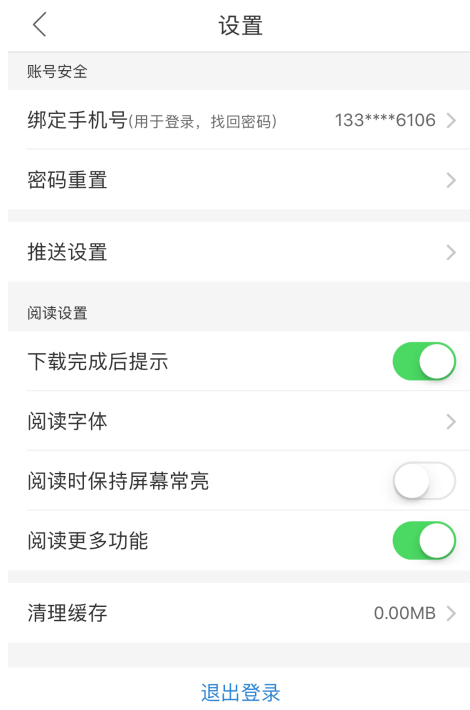 设置
账号安全
绑定手机号(用于登录，找回密码) 133****6106
密码重置
推送设置
阅读设置
下载完成后提示
阅读字体
阅读时保持屏幕常亮
阅读更多功能
清理缓存 0.00MB
退出登录